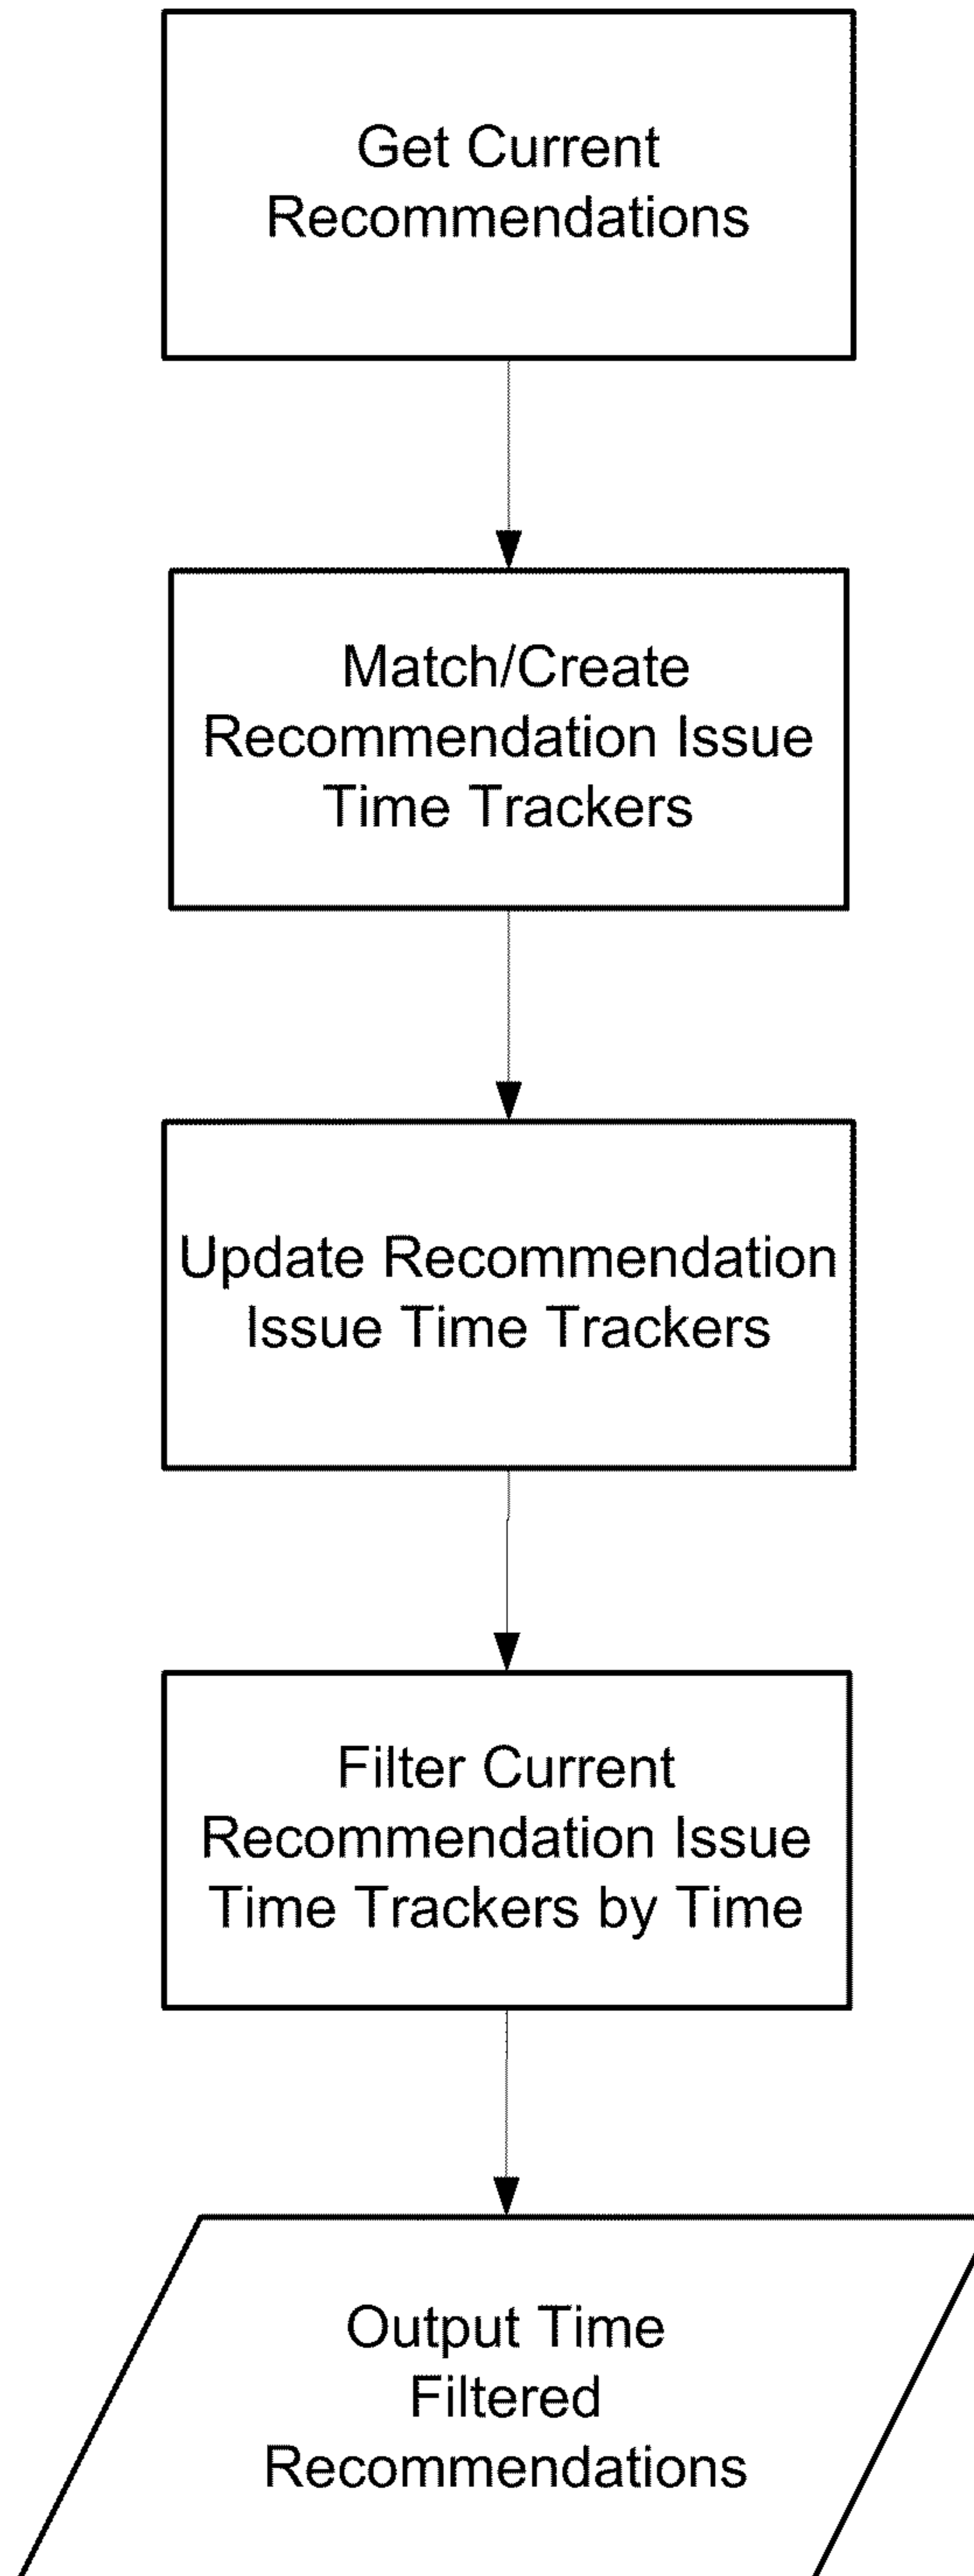 Get Current
Recommendations
Match/Create
Recommendation Issue
Time Trackers
Update Recommendation
Issue Time Trackers
Filter Current
Recommendation Issue
Time Trackers by Time
Output Time
Filtered
Recommendations